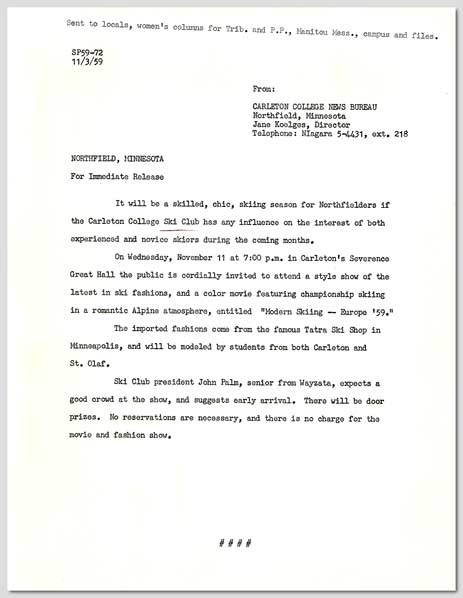 Sent to locals, women's columns for Trib. and P.P., Manitou Mess., campus and files.
SP59-72
11/3/59
From:
CARLETON COLLEGE NEWS BUREAU
Northfield, Minnesota
Jane Koelges, Director
Telephone: NIagara 5-4431, ext. 218
NORTHFIELD, MINNESOTA
For Immediate Release
It will be a skilled, chic, skiing season for Northfielders if
the Carleton College Ski Club has any influence on the interest of both
experienced and novice skiers during the coming months.
On Wednesday, November 11 at 7:00 p.m. in Carleton's Severence
Great Hall the public is cordially invited to attend a style show of the
latest in ski fashions, and a color movie featuring championship skiing
in a romantic Alpine atmosphere, entitled "Modern Skiing -- Europe '59."
The imported fashions come from the famous Tatra Ski Shop in
Minneapolis, and will be modeled by students from both Carleton and
St. Olaf.
Ski Club president John Palm, senior from Wayzata, expects a
good crowd at the show, and suggests early arrival. There will be door
prizes. No reservations are necessary, and there is no charge for the
movie and fashion show.
####